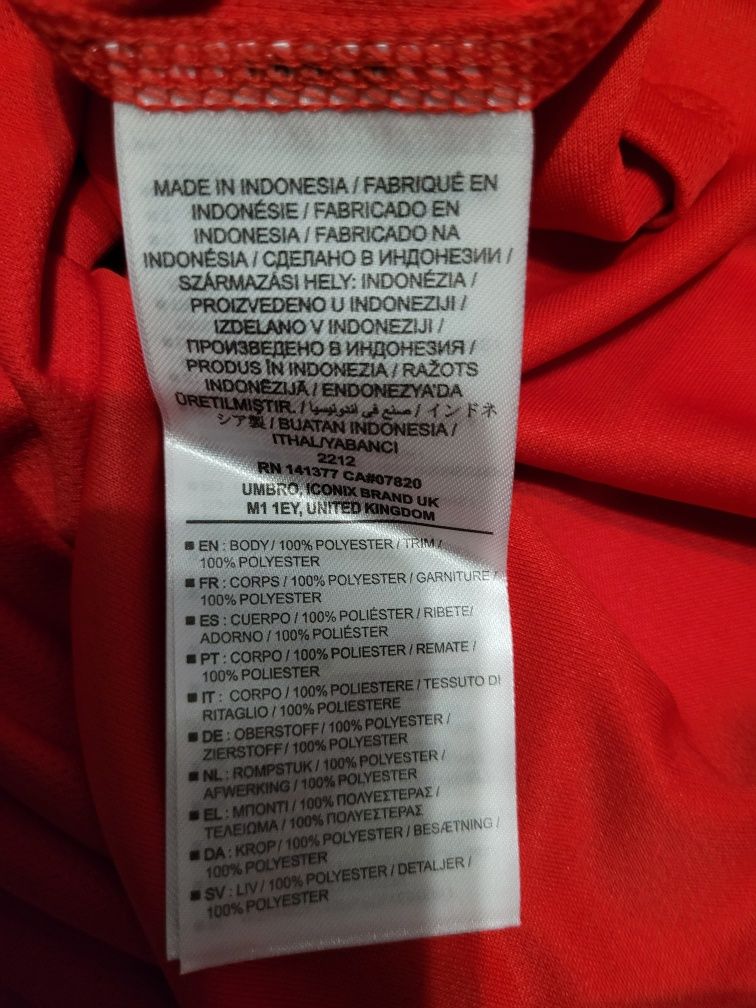 MADE IN INDONESIA / FABRIQUÉ EN
INDONÉSIE / FABRICADO EN
INDONESIA / FABRICADO NA
INDONÉSIA / СДЕЛАНО В ИНДОНЕЗИИ /
SZÁRMAZÁSI HELY: INDONÉZIA /
PROIZVEDENO U INDONEZIJI /
IZDELANO V INDONEZIJI /
ПРОИЗВЕДЕНО В ИНДОНЕЗИЯ /
PRODUS ÎN INDONEZIA / RAŽOTS
INDONĒZIJĀ / ENDONEZYA'DA
ÜRETILMIŞTIR. / صنع في اندونيسيا / インドネ
シア製 / BUATAN INDONESIA /
ITHAL/YABANCI
2212
RN 141377 CA#07820
UMBRO, ICONIX BRAND UK
M1 1EY, UNITED KINGDOM
■ EN : BODY / 100% POLYESTER / TRIM /
100% POLYESTER
■ FR : CORPS / 100% POLYESTER / GARNITURE /
100% POLYESTER
■ ES : CUERPO / 100% POLIÉSTER / RIBETE/
ADORNO / 100% POLIÉSTER
■ PT : CORPO / 100% POLIESTER / REMATE /
100% POLIESTER
■ IT : CORPO / 100% POLIESTERE / TESSUTO DI
RITAGLIO / 100% POLIESTERE
■ DE : OBERSTOFF / 100% POLYESTER /
ZIERSTOFF / 100% POLYESTER
■ NL : ROMPSTUK / 100% POLYESTER /
AFWERKING / 100% POLYESTER
■ EL : ΜΠΟΝΤΙ / 100% ΠΟΛΥΕΣΤΕΡΑΣ /
ΤΕΛΕΙΩΜΑ / 100% ΠΟΛΥΕΣΤΕΡΑΣ
■ DA : KROP / 100% POLYESTER / BESÆTNING /
100% POLYESTER
■ SV : LIV / 100% POLYESTER / DETALJER /
100% POLYESTER